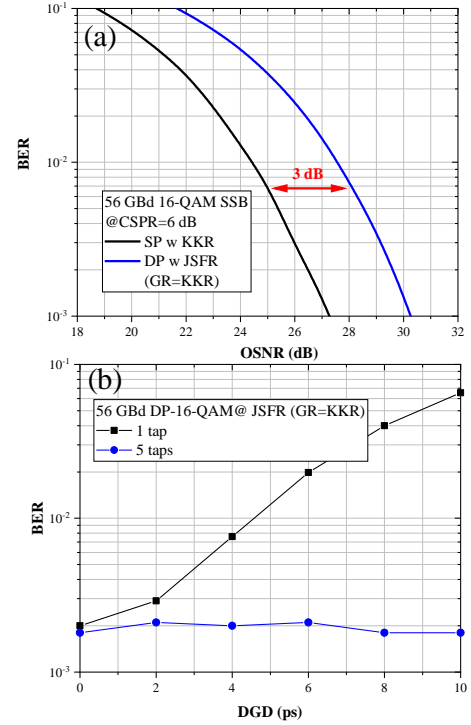 (a)
10⁻¹
10⁻²
10⁻³
BER
3 dB
56 GBd 16-QAM SSB
@CSPR=6 dB
SP w KKR
DP w JSFR
(GR=KKR)
18 20 22 24 26 28 30 32
OSNR (dB)
(b)
10⁻¹
10⁻²
10⁻³
BER
56 GBd DP-16-QAM@ JSFR (GR=KKR)
1 tap
5 taps
0 2 4 6 8 10
DGD (ps)